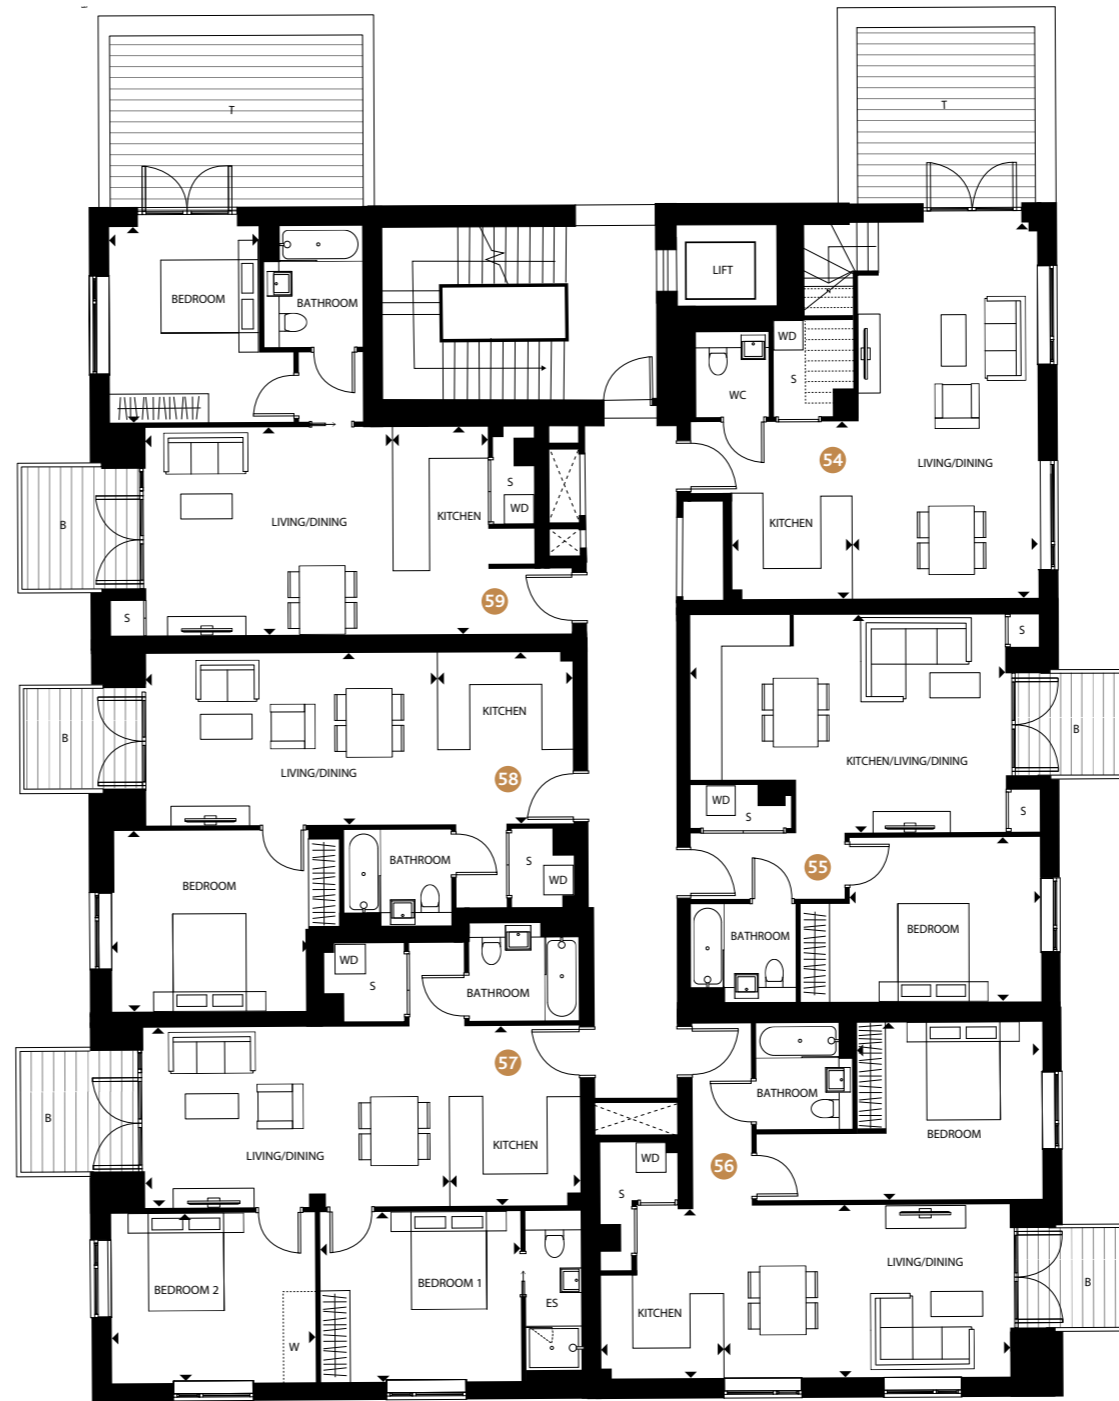 T
T
LIFT
BEDROOM
BATHROOM
WD
S
WC
54
LIVING/DINING
S
KITCHEN
WD
B
LIVING/DINING
KITCHEN
59
S
S
58
KITCHEN
B
LIVING/DINING
KITCHEN/LIVING/DINING
B
WD
S
S
BEDROOM
BATHROOM
S
WD
55
BATHROOM
BEDROOM
WD
S
BATHROOM
57
B
LIVING/DINING
KITCHEN
BATHROOM
BEDROOM
56
WD
S
BEDROOM 2
W
BEDROOM 1
ES
KITCHEN
LIVING/DINING
B